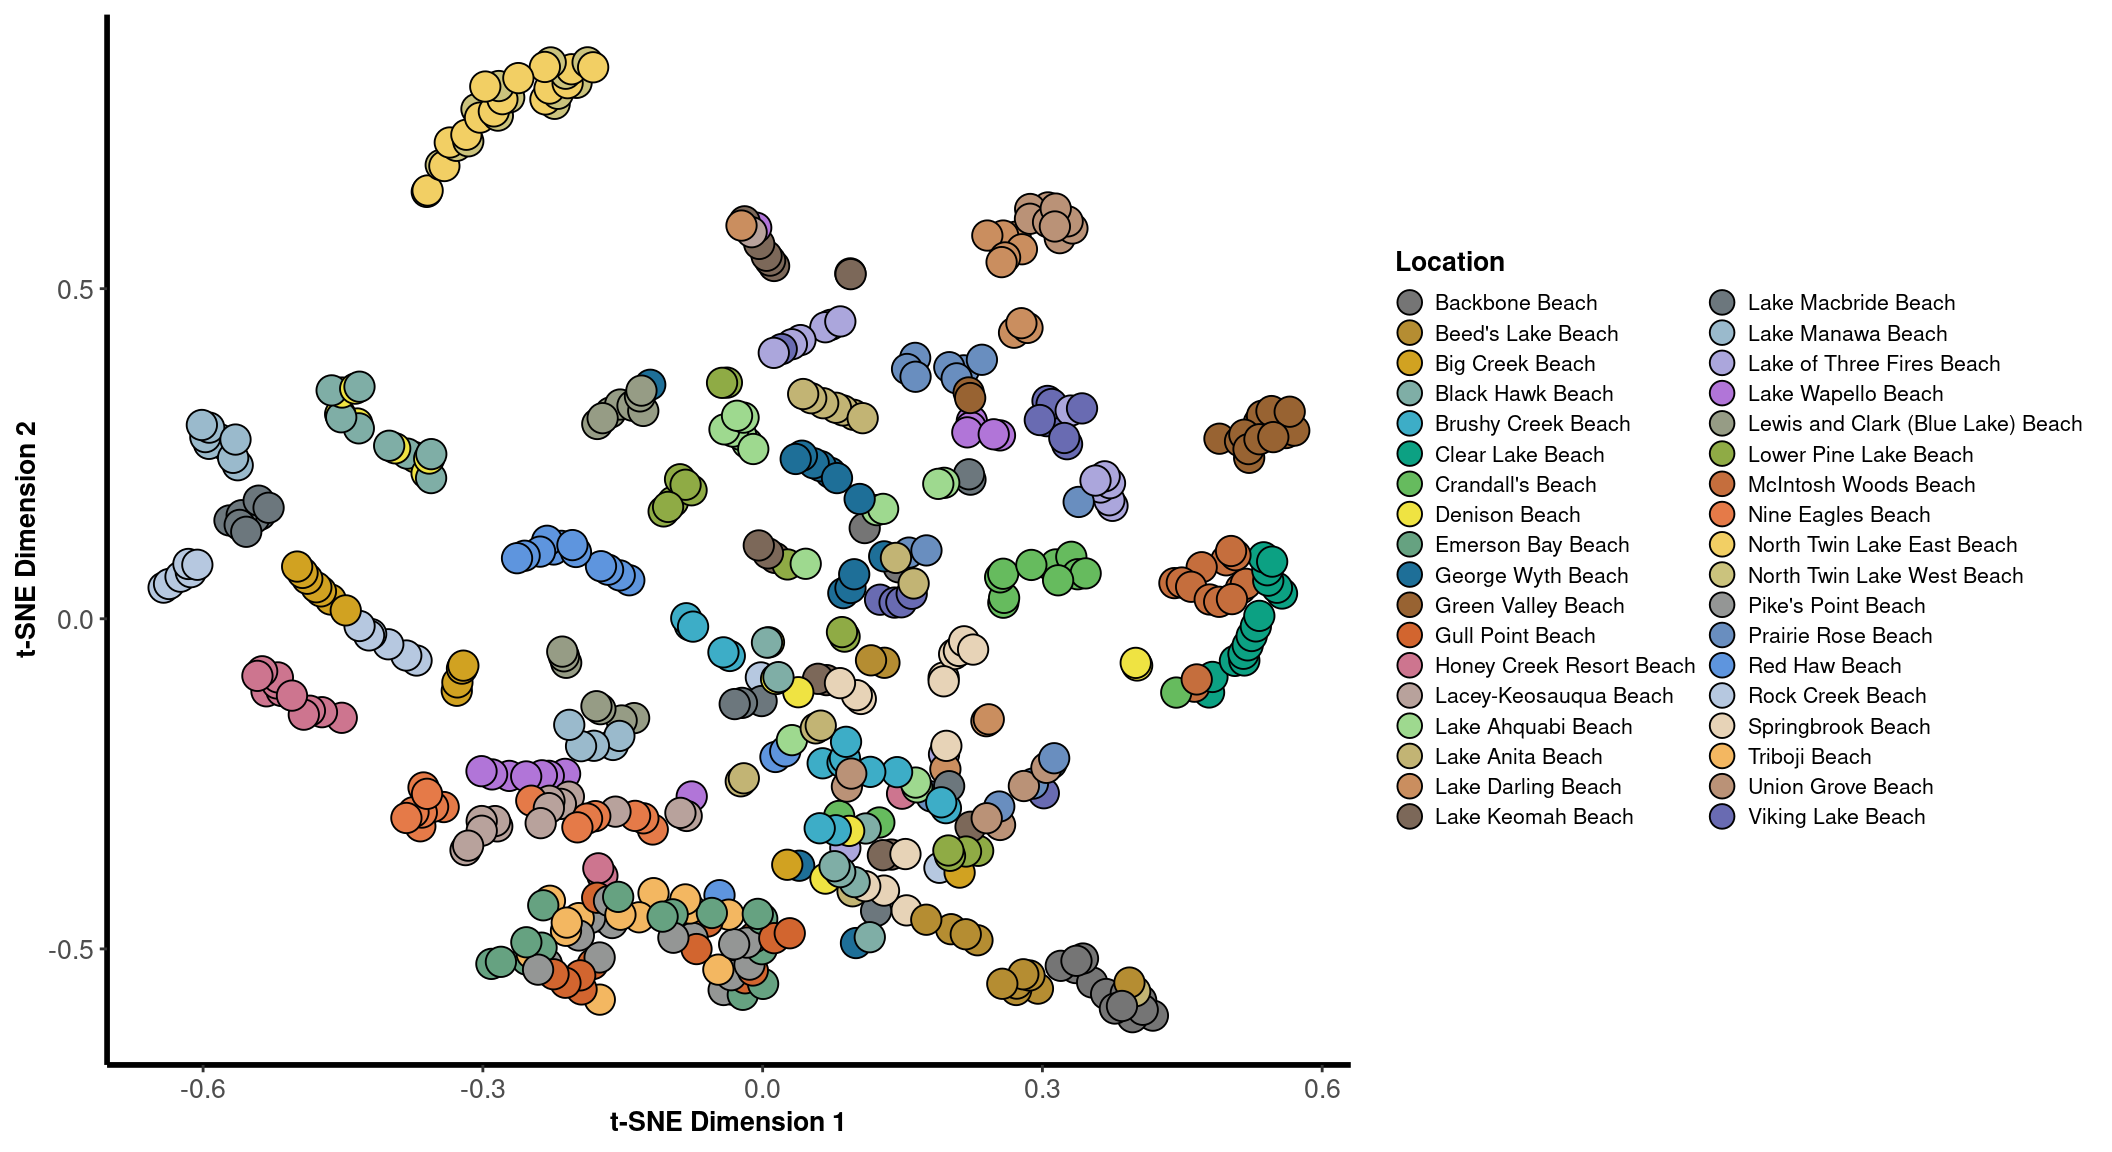 0.5
0.0
-0.5
t-SNE Dimension 2
-0.6
-0.3
0.0
0.3
0.6
t-SNE Dimension 1
Location
Backbone Beach
Beed's Lake Beach
Big Creek Beach
Black Hawk Beach
Brushy Creek Beach
Clear Lake Beach
Crandall's Beach
Denison Beach
Emerson Bay Beach
George Wyth Beach
Green Valley Beach
Gull Point Beach
Honey Creek Resort Beach
Lacey-Keosauqua Beach
Lake Ahquabi Beach
Lake Anita Beach
Lake Darling Beach
Lake Keomah Beach
Lake Macbride Beach
Lake Manawa Beach
Lake of Three Fires Beach
Lake Wapello Beach
Lewis and Clark (Blue Lake) Beach
Lower Pine Lake Beach
McIntosh Woods Beach
Nine Eagles Beach
North Twin Lake East Beach
North Twin Lake West Beach
Pike's Point Beach
Prairie Rose Beach
Red Haw Beach
Rock Creek Beach
Springbrook Beach
Triboji Beach
Union Grove Beach
Viking Lake Beach